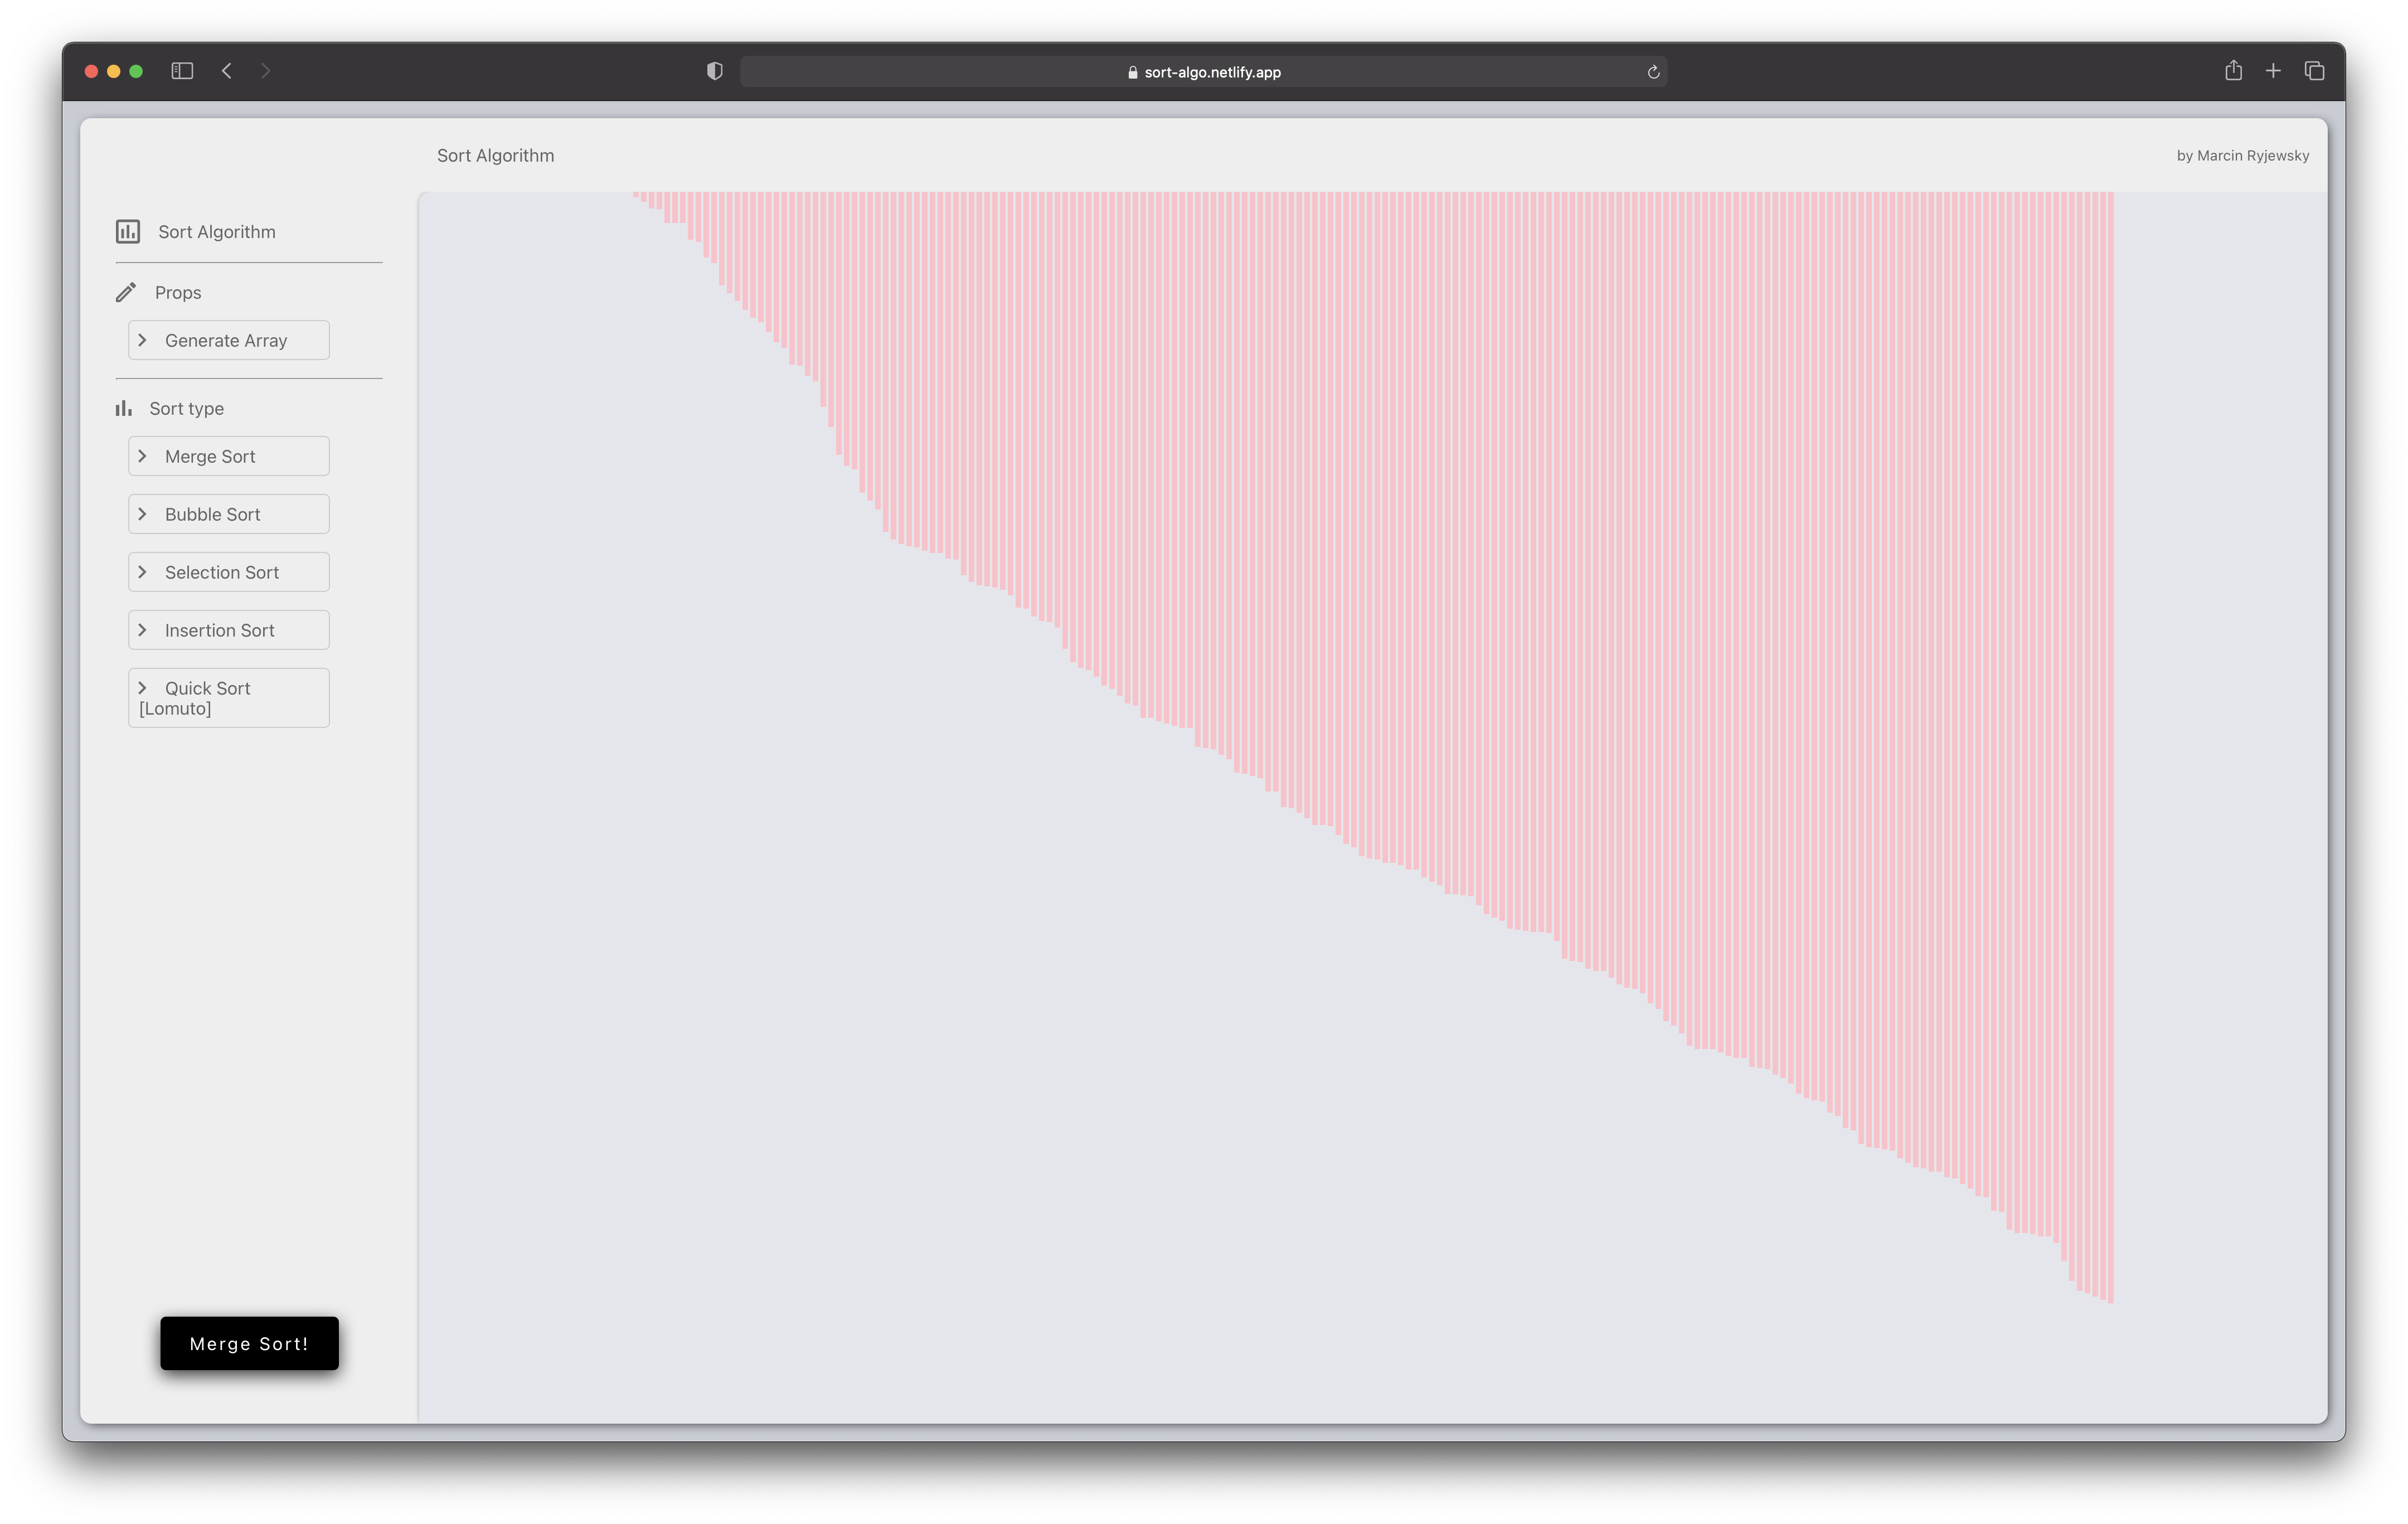 sort-algo.netlify.app
Sort Algorithm
by Marcin Ryjewsky
Sort Algorithm
Props
Generate Array
Sort type
Merge Sort
Bubble Sort
Selection Sort
Insertion Sort
Quick Sort
[Lomuto]
Merge Sort!